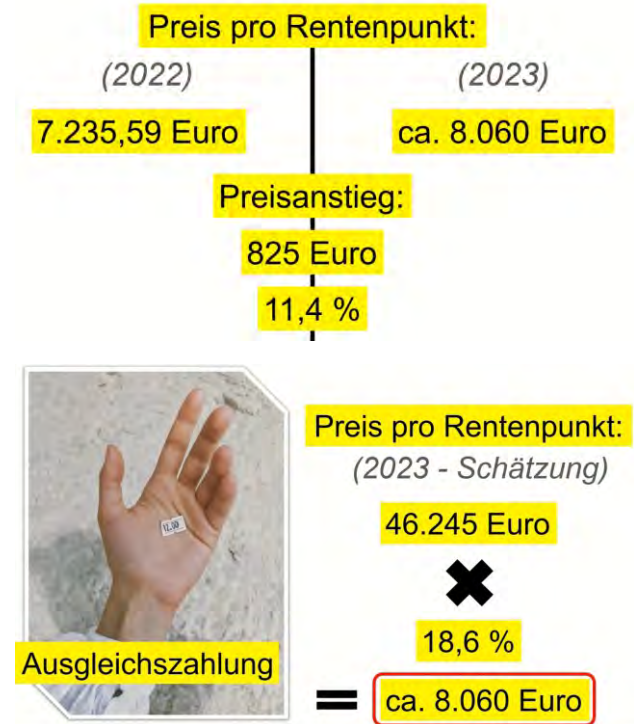 Preis pro Rentenpunkt:
(2022)
(2023)
7.235,59 Euro
ca. 8.060 Euro
Preisanstieg:
825 Euro
11,4 %
Preis pro Rentenpunkt:
(2023 - Schätzung)
46.245 Euro
✖
18,6 %
Ausgleichszahlung
= ca. 8.060 Euro